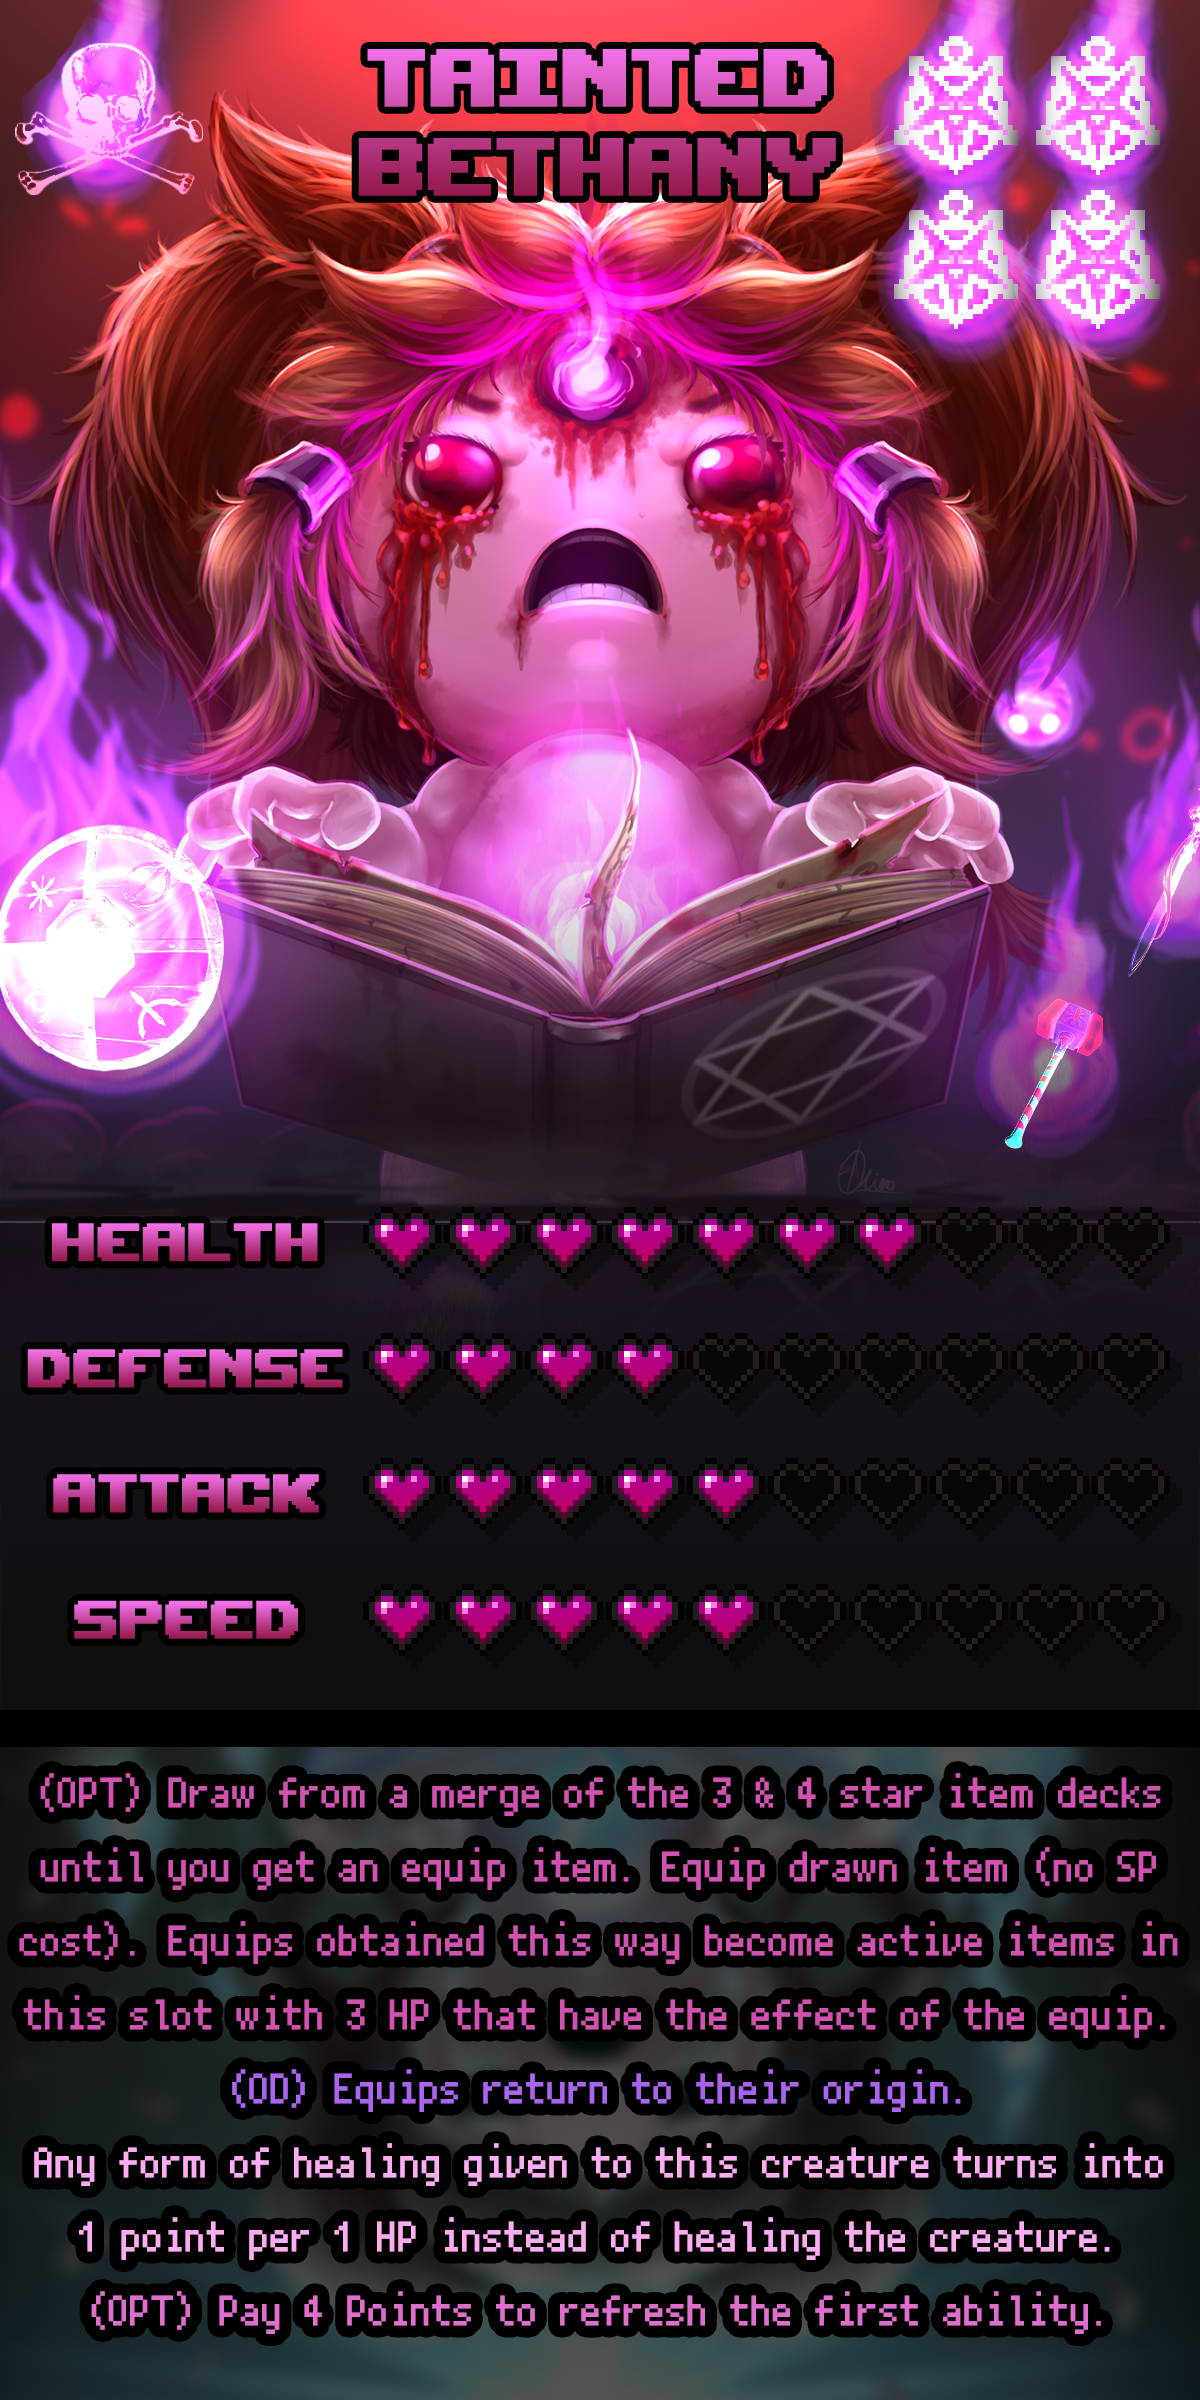 TAINTED
BETHANY
HEALTH
DEFENSE
ATTACK
SPEED
(OPT) Draw from a merge of the 3 & 4 star item decks
until you get an equip item. Equip drawn item (no SP
cost). Equips obtained this way become active items in
this slot with 3 HP that have the effect of the equip.
(OD) Equips return to their origin.
Any form of healing given to this creature turns into
1 point per 1 HP instead of healing the creature.
(OPT) Pay 4 Points to refresh the first ability.